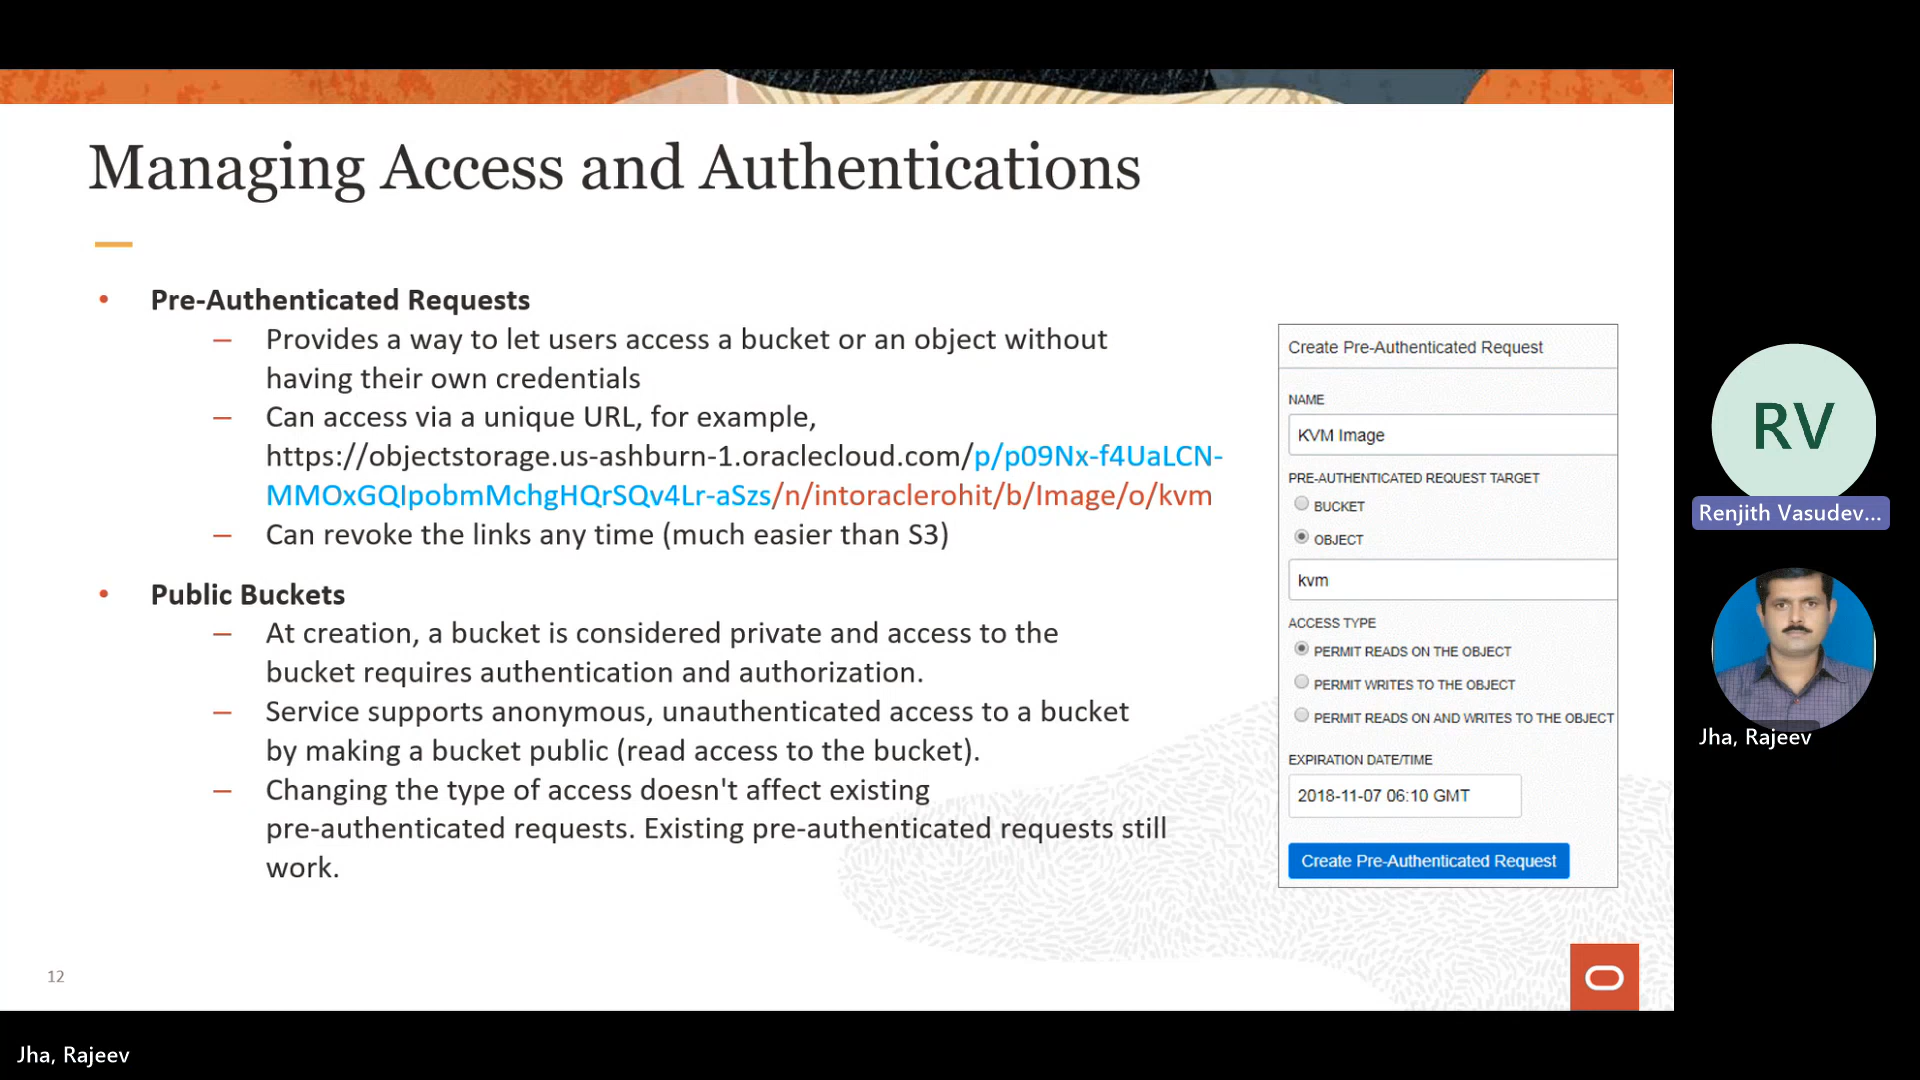 Managing Access and Authentications
• Pre-Authenticated Requests
– Provides a way to let users access a bucket or an object without
having their own credentials
– Can access via a unique URL, for example,
https://objectstorage.us-ashburn-1.oraclecloud.com/p/p09Nx-f4UaLCN-
MMOxGQIpobmMchgHQrSQv4Lr-aSzs/n/intoraclerohit/b/Image/o/kvm
– Can revoke the links any time (much easier than S3)
• Public Buckets
– At creation, a bucket is considered private and access to the
bucket requires authentication and authorization.
– Service supports anonymous, unauthenticated access to a bucket
by making a bucket public (read access to the bucket).
– Changing the type of access doesn't affect existing
pre-authenticated requests. Existing pre-authenticated requests still
work.
Create Pre-Authenticated Request
NAME
KVM Image
PRE-AUTHENTICATED REQUEST TARGET
BUCKET
OBJECT
kvm
ACCESS TYPE
PERMIT READS ON THE OBJECT
PERMIT WRITES TO THE OBJECT
PERMIT READS ON AND WRITES TO THE OBJECT
EXPIRATION DATE/TIME
2018-11-07 06:10 GMT
Create Pre-Authenticated Request
12
RV
Renjith Vasudev...
Jha, Rajeev
Jha, Rajeev